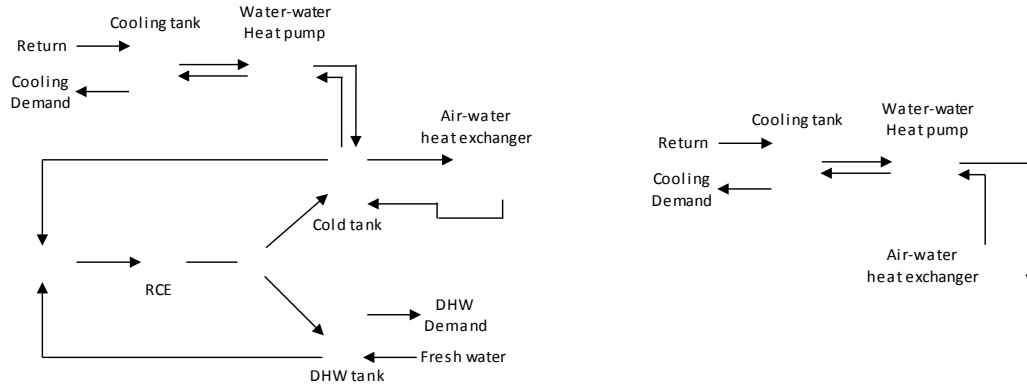 Water-water
Heat pump
Cooling tank
Return
Cooling
Demand
Air-water
heat exchanger
Cold tank
RCE
DHW
Demand
Fresh water
DHW tank
Water-water
Heat pump
Cooling tank
Return
Cooling
Demand
Air-water
heat exchanger